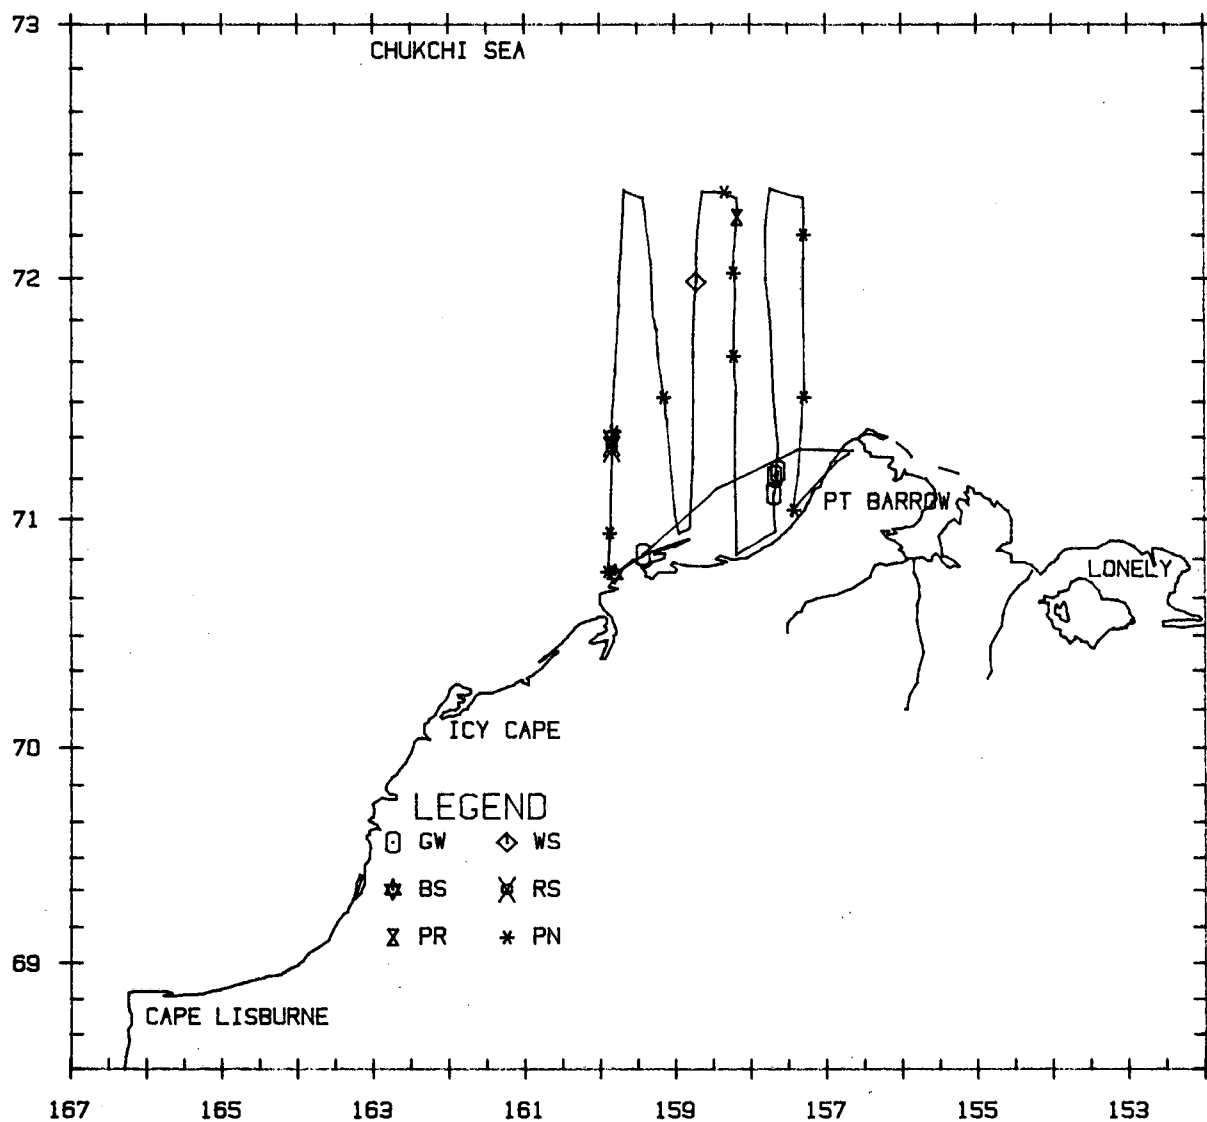 73
CHUKCHI SEA
72
71
PT BARROW
LONELY
70
ICY CAPE
LEGEND
GW WS
BS RS
PR PN
69
CAPE LISBURNE
167 165 163 161 159 157 155 153